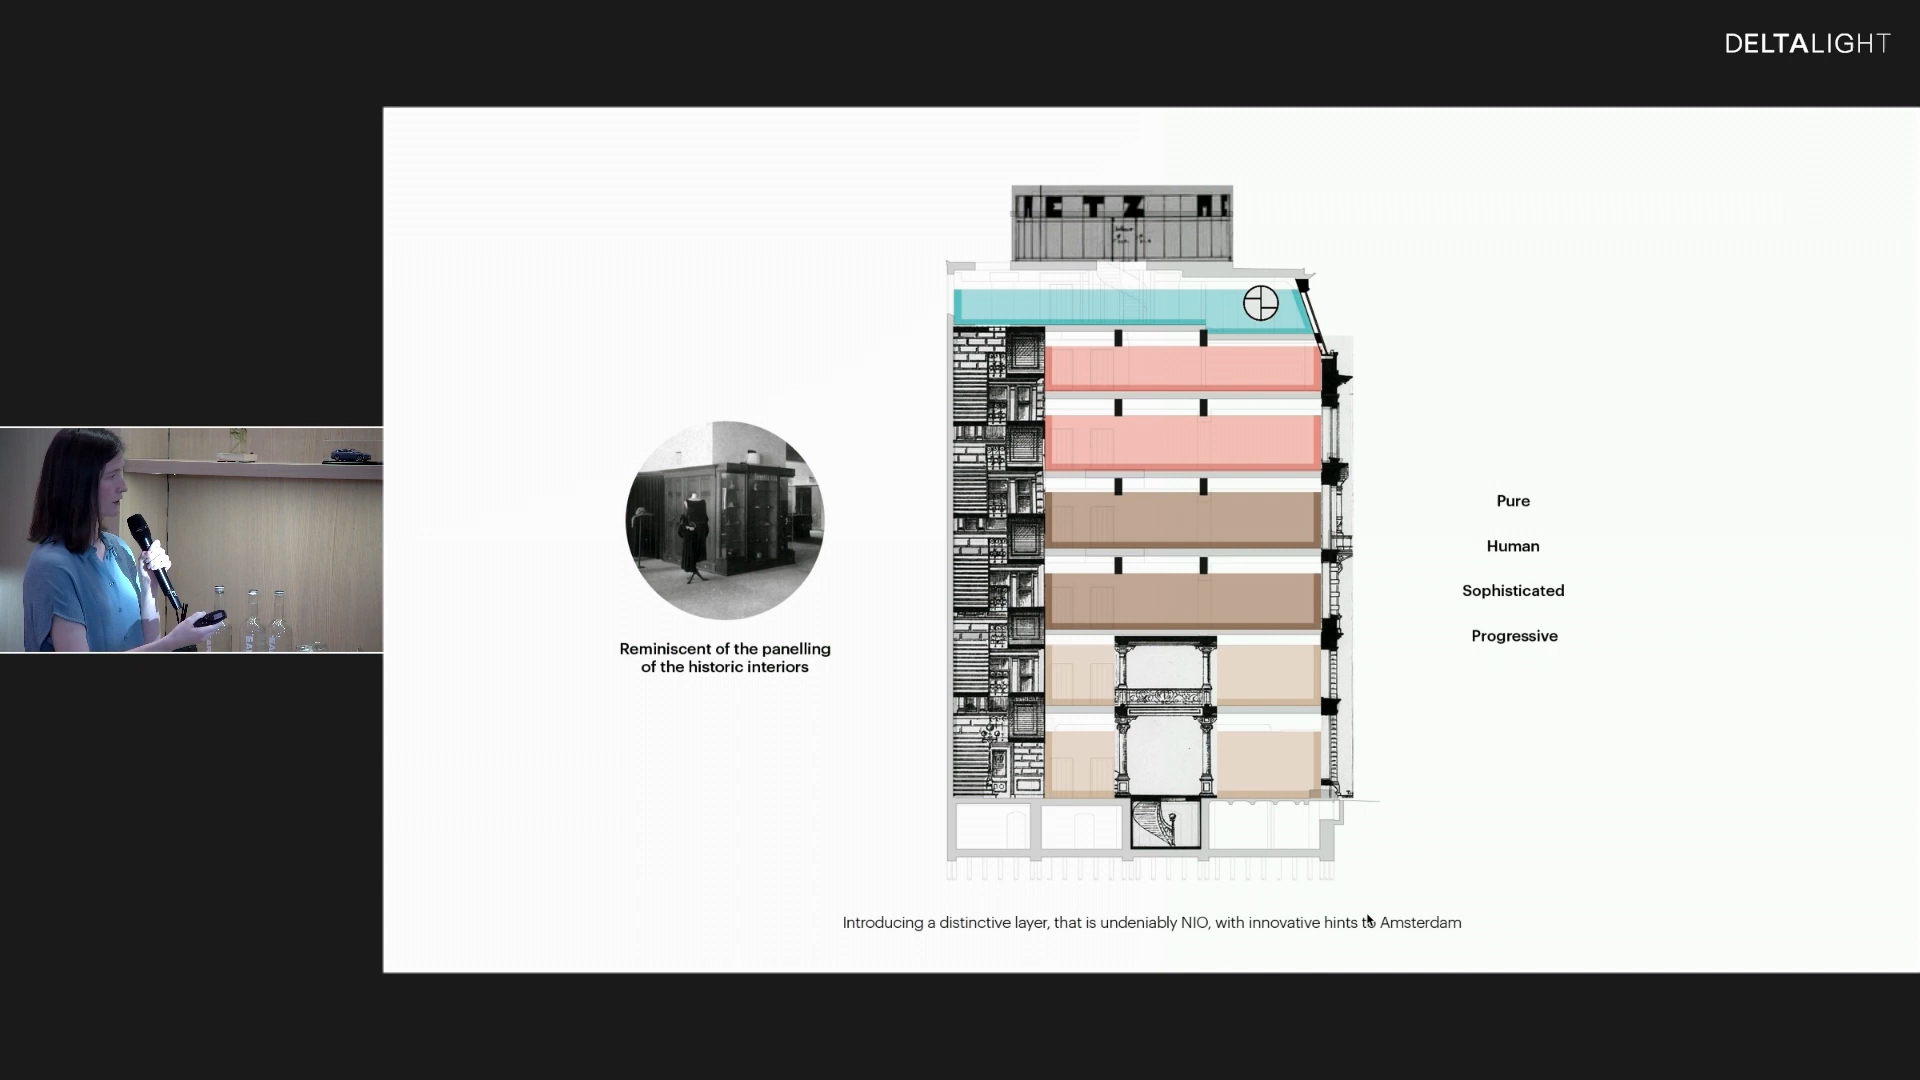 DELTALIGHT
METZ
Reminiscent of the panelling
of the historic interiors
Pure
Human
Sophisticated
Progressive
Introducing a distinctive layer, that is undeniably NIO, with innovative hints to Amsterdam